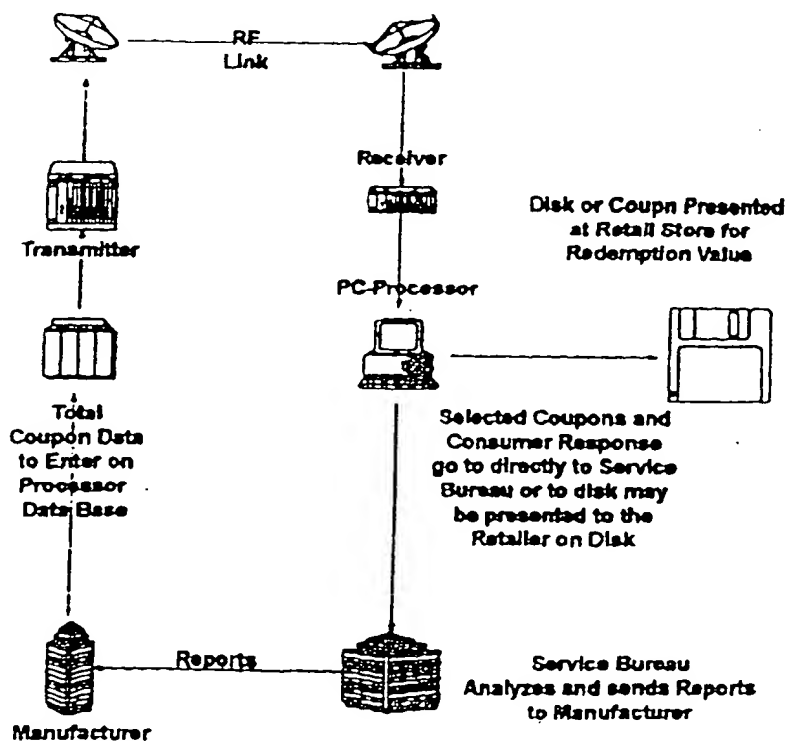 RF
Link
Receiver
Transmitter
Disk or Coupn Presented
at Retail Store for
Redemption Value
PC-Processor
Total
Coupon Data
to Enter on
Processor
Data Base
Selected Coupons and
Consumer Response
go to directly to Service
Bureau or to disk may
be presented to the
Retailer on Disk
Reports
Service Bureau
Analyzes and sends Reports
to Manufacturer
Manufacturer